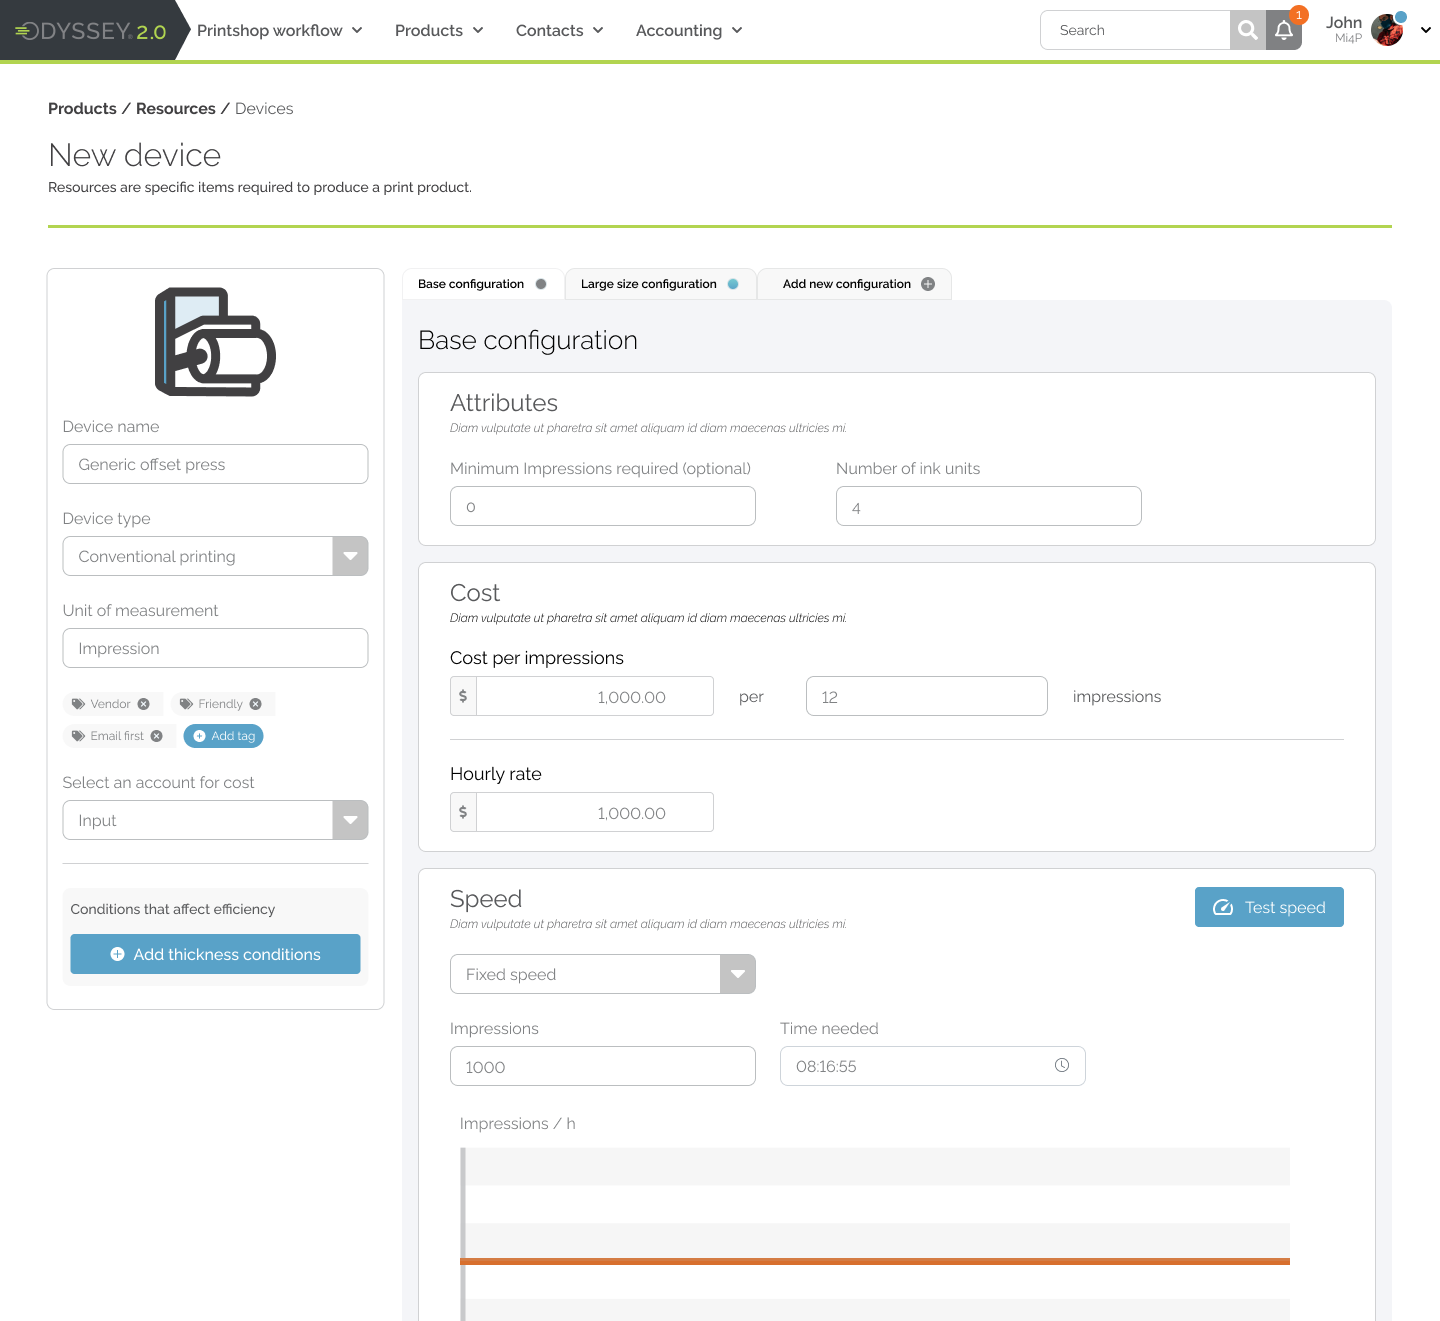 ODYSSEY. 2.0
Printshop workflow
Products
Contacts
Accounting
Search
1
John
Mi4P
Products / Resources / Devices
New device
Resources are specific items required to produce a print product.
Device name
Generic offset press
Device type
Conventional printing
Unit of measurement
Impression
Vendor
Friendly
Email first
Add tag
Select an account for cost
Input
Conditions that affect efficiency
Add thickness conditions
Base configuration
Large size configuration
Add new configuration
Base configuration
Attributes
Diam vulputate ut pharetra sit amet aliquam id diam maecenas ultricies mi.
Minimum Impressions required (optional)
Number of ink units
0
4
Cost
Diam vulputate ut pharetra sit amet aliquam id diam maecenas ultricies mi.
Cost per impressions
$ 1,000.00 per 12 impressions
Hourly rate
$ 1,000.00
Speed
Diam vulputate ut pharetra sit amet aliquam id diam maecenas ultricies mi.
Test speed
Fixed speed
Impressions
Time needed
1000
08:16:55
Impressions / h